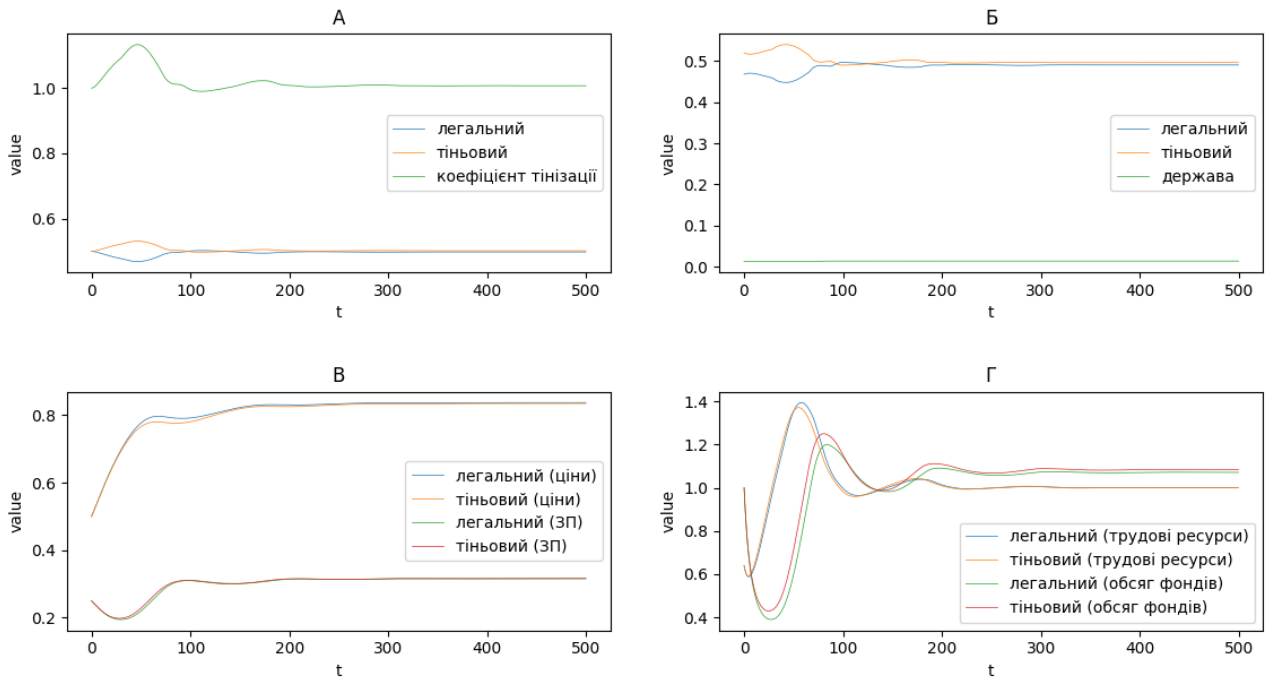 А
value
1.0
0.8
0.6
легальний
тіньовий
коефіцієнт тінізації
0 100 200 300 400 500
t
Б
value
0.5
0.4
0.3
0.2
0.1
0.0
легальний
тіньовий
держава
0 100 200 300 400 500
t
В
value
0.8
0.6
0.4
0.2
легальний (ціни)
тіньовий (ціни)
легальний (ЗП)
тіньовий (ЗП)
0 100 200 300 400 500
t
Г
value
1.4
1.2
1.0
0.8
0.6
0.4
легальний (трудові ресурси)
тіньовий (трудові ресурси)
легальний (обсяг фондів)
тіньовий (обсяг фондів)
0 100 200 300 400 500
t